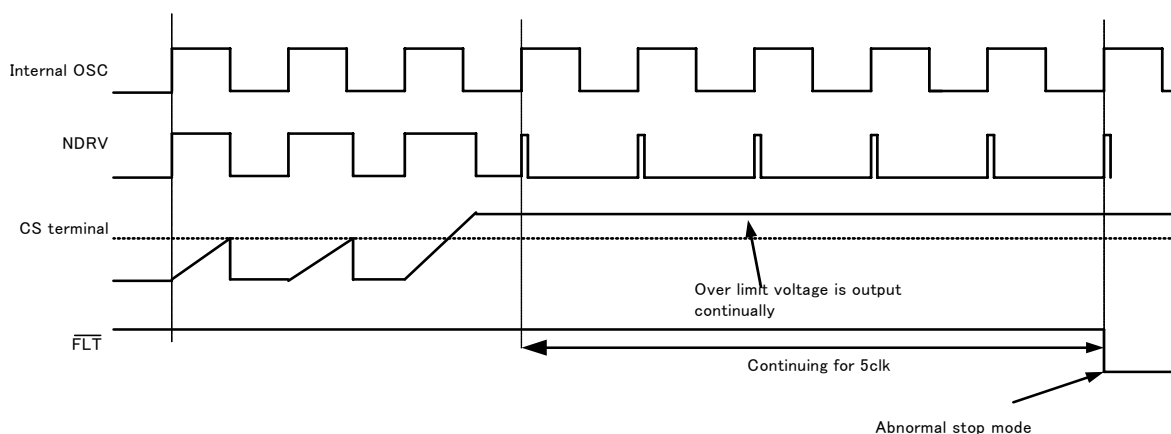 Internal OSC
NDRV
CS terminal
Over limit voltage is output
continually
FLT
Continuing for 5clk
Abnormal stop mode